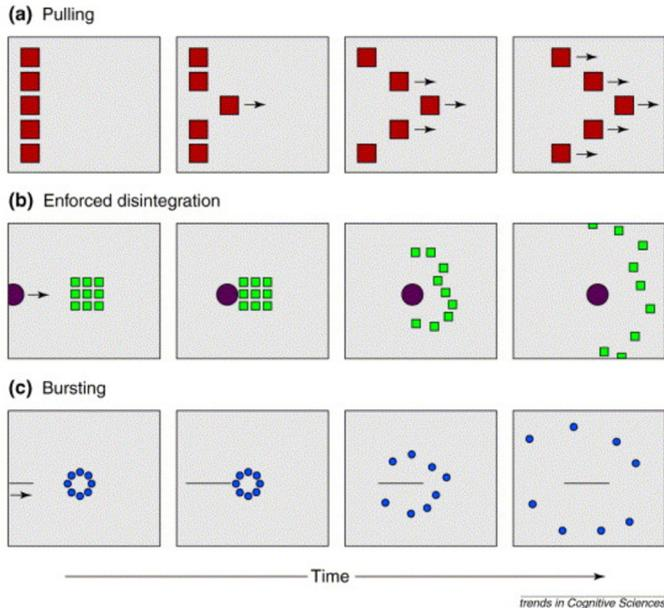 (a) Pulling
(b) Enforced disintegration
(c) Bursting
Time
trends in Cognitive Sciences